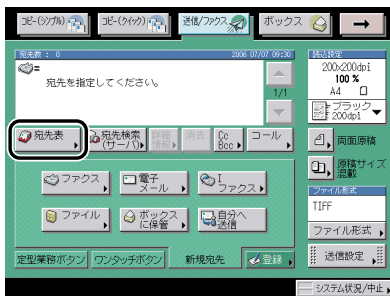 コピー(シンプル)
コピー(クイック)
送信/ファクス
ボックス
宛先数 : 0
2006 07/07 09:30
宛先を指定してください。
1/1
宛先表
宛先検索
(サーバ)
詳細
情報
消去
Cc
Bcc
コール
ファクス
電子
メール
I
ファクス
ファイル
ボックス
に保管
自分へ
送信
定型業務ボタン
ワンタッチボタン
新規宛先
登録
読込設定
200x200dpi
100 %
A4
ブラック
200dpi
両面原稿
原稿サイズ
混載
ファイル形式
TIFF
ファイル形式
送信設定
システム状況/中止